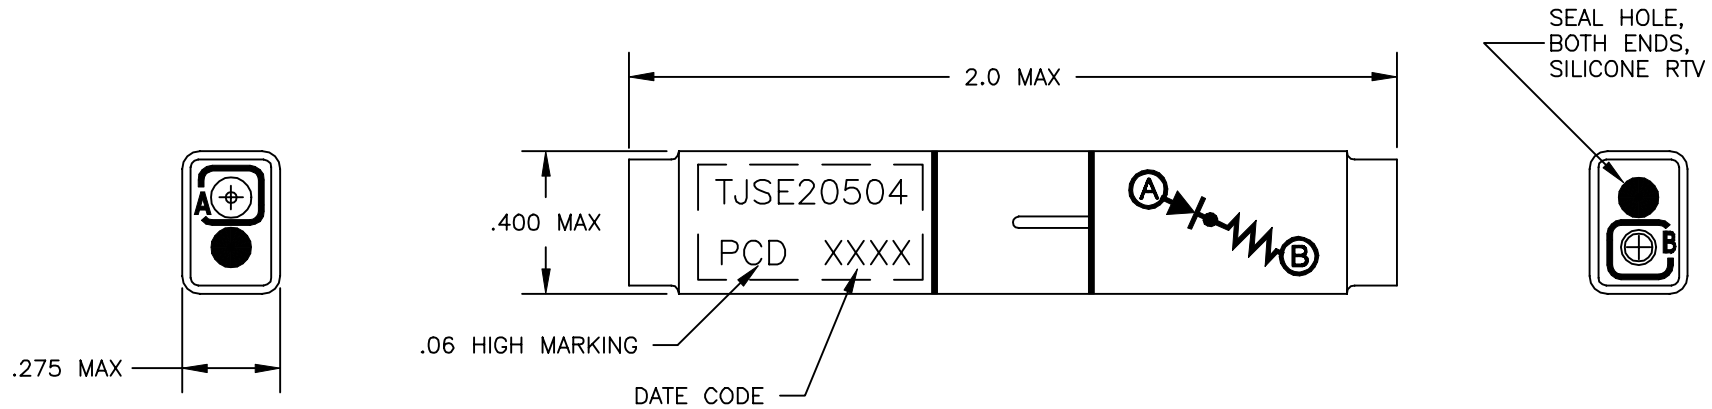 SEAL HOLE,
BOTH ENDS,
SILICONE RTV
2.0 MAX
A
TJSE20504
PCD XXXX
.400 MAX
A
B
B
.06 HIGH MARKING
.275 MAX
DATE CODE